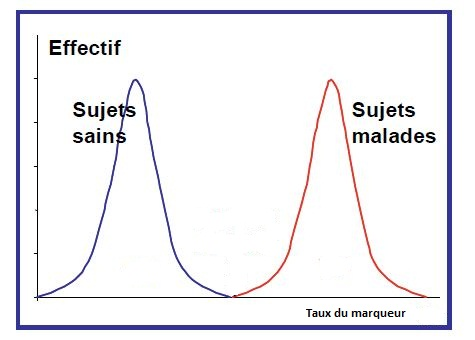 Effectif
Sujets
sains
Sujets
malades
Taux du marqueur